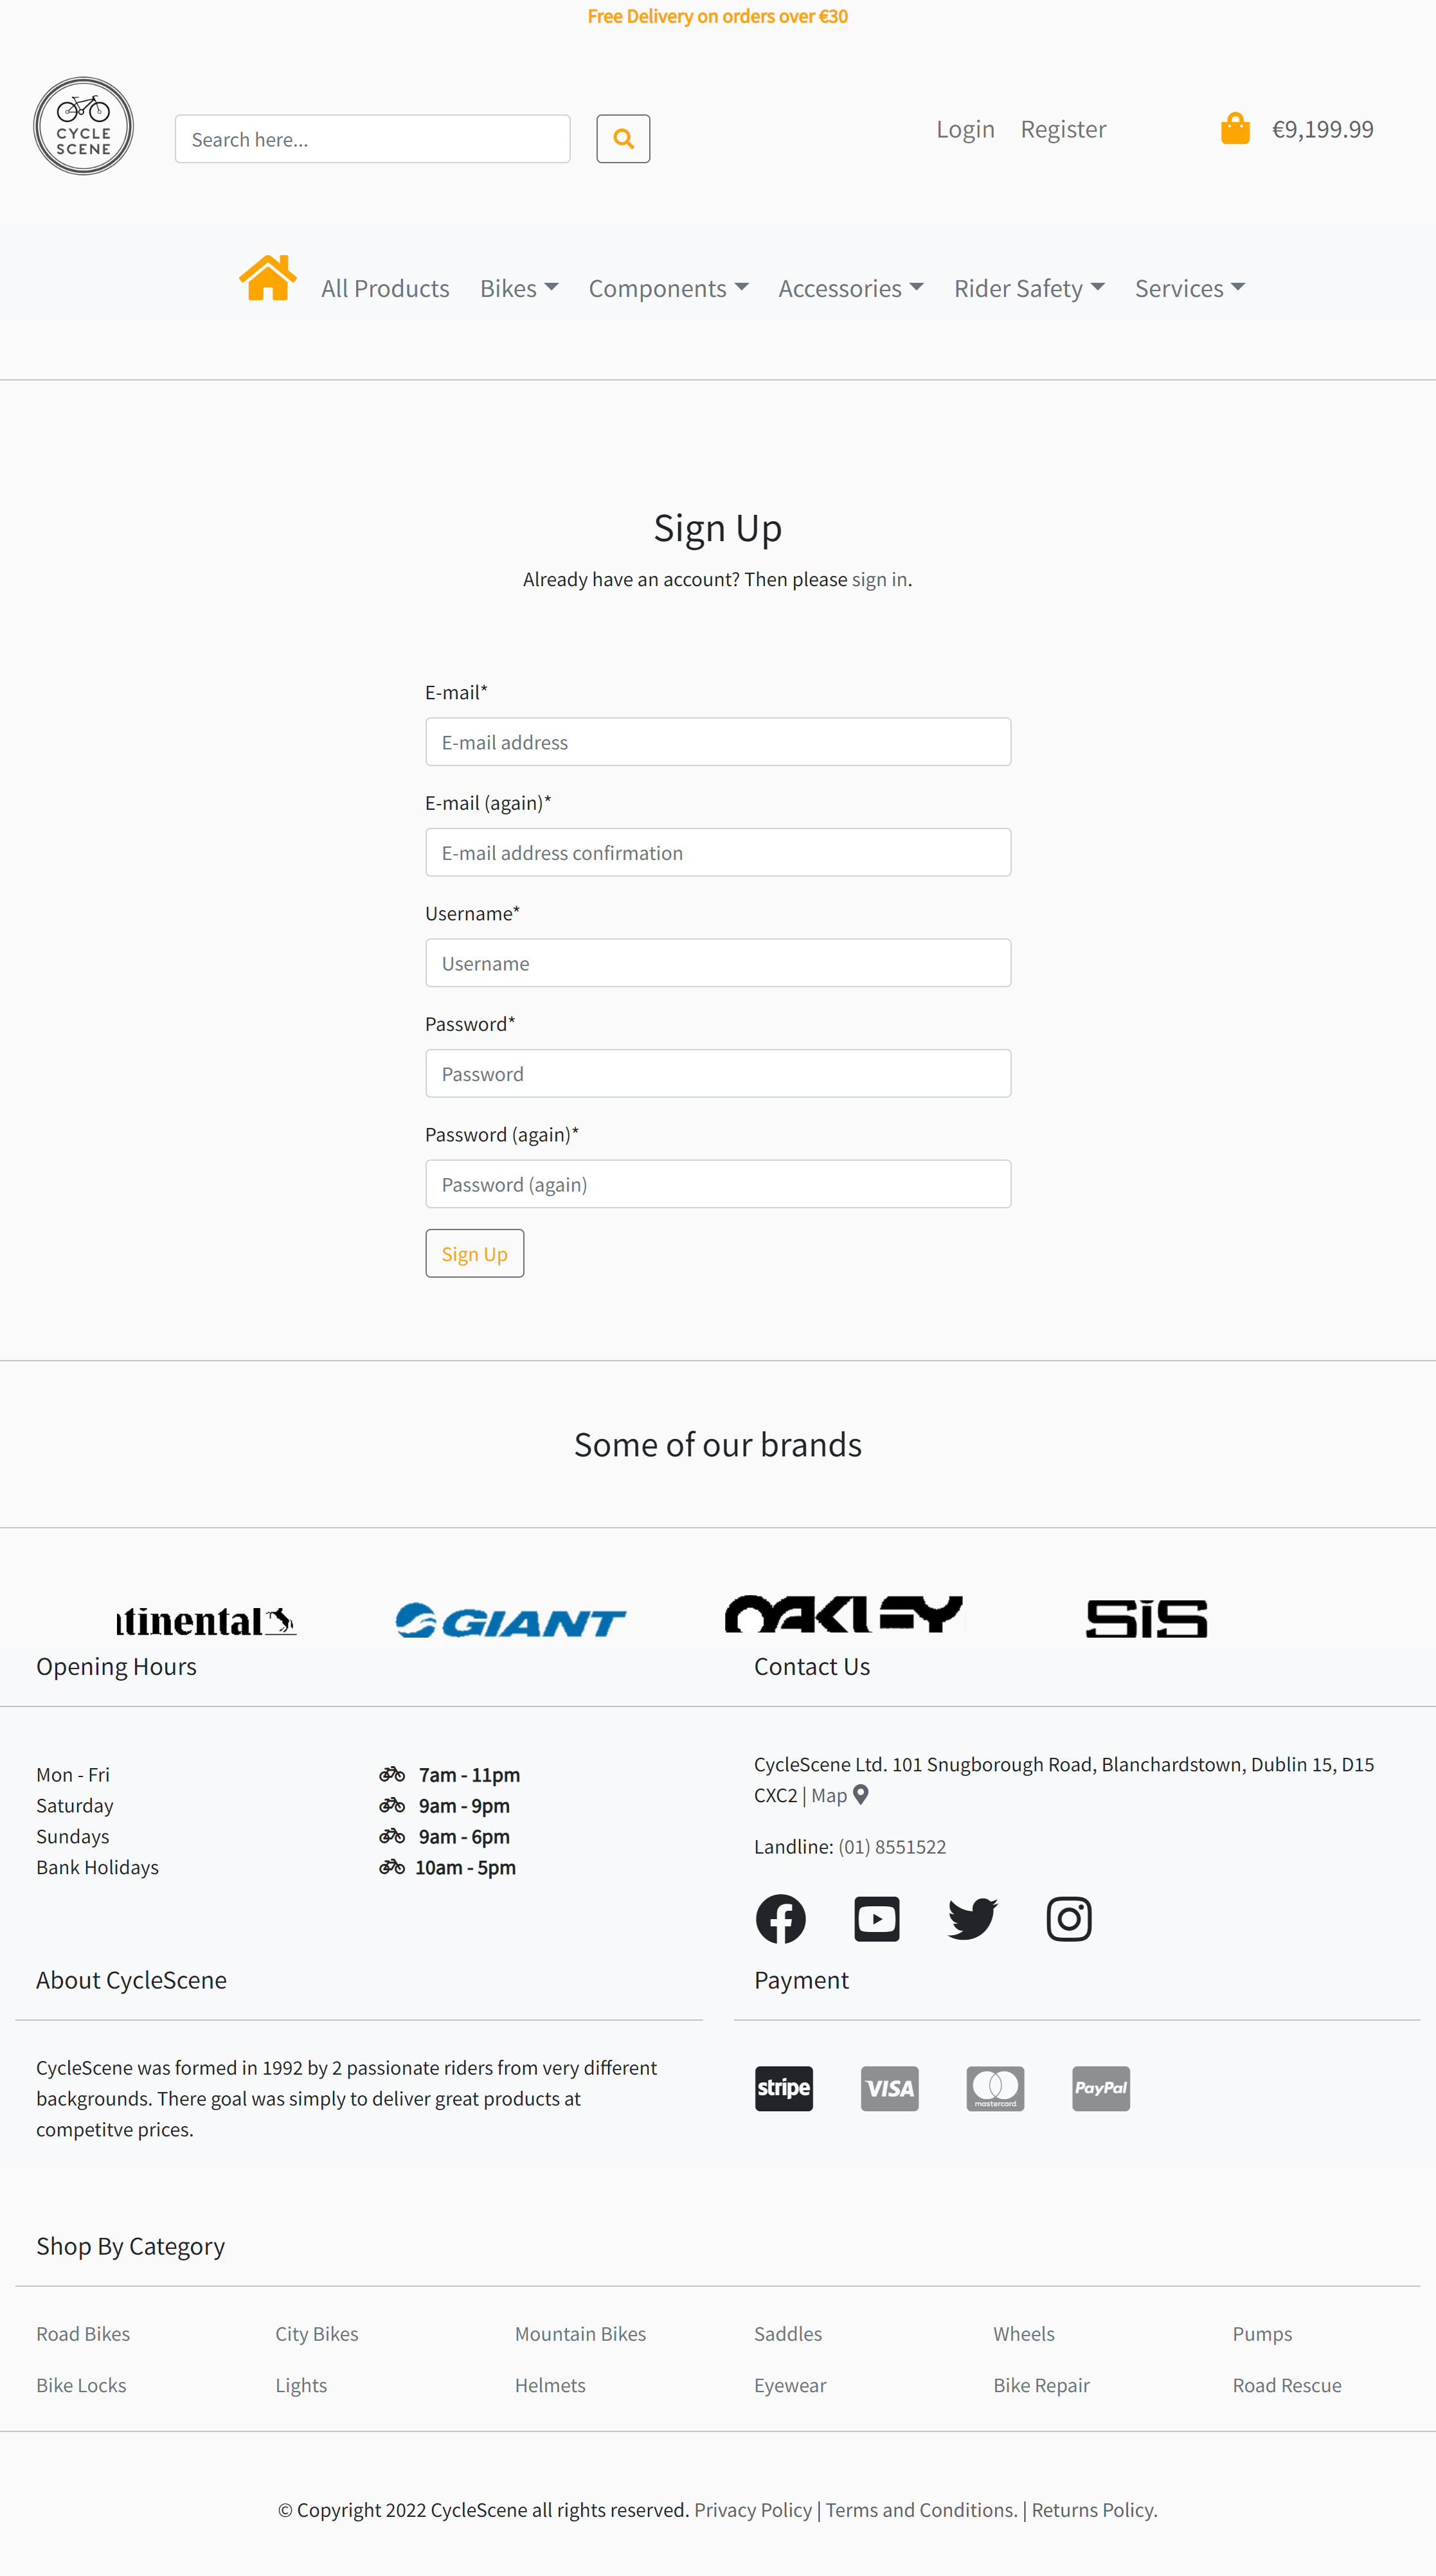 Free Delivery on orders over €30
CYCLE
SCENE
Search here...
Login Register €9,199.99
All Products Bikes Components Accessories Rider Safety Services
Sign Up
Already have an account? Then please sign in.
E-mail*
E-mail address
E-mail (again)*
E-mail address confirmation
Username*
Username
Password*
Password
Password (again)*
Password (again)
Sign Up
Some of our brands
tinental GIANT OAKLEY SiS
Opening Hours
Mon - Fri 7am - 11pm
Saturday 9am - 9pm
Sundays 9am - 6pm
Bank Holidays 10am - 5pm
Contact Us
CycleScene Ltd. 101 Snugborough Road, Blanchardstown, Dublin 15, D15
CXC2 | Map
Landline: (01) 8551522
About CycleScene
CycleScene was formed in 1992 by 2 passionate riders from very different
backgrounds. There goal was simply to deliver great products at
competitve prices.
Payment
stripe VISA mastercard PayPal
Shop By Category
Road Bikes City Bikes Mountain Bikes Saddles Wheels Pumps
Bike Locks Lights Helmets Eyewear Bike Repair Road Rescue
© Copyright 2022 CycleScene all rights reserved. Privacy Policy | Terms and Conditions. | Returns Policy.